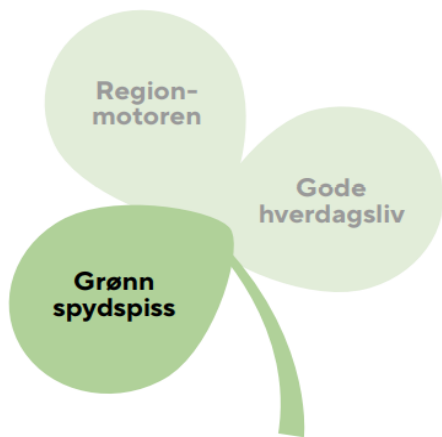 Region-
motoren
Gode
hverdagsliv
Grønn
spydspiss